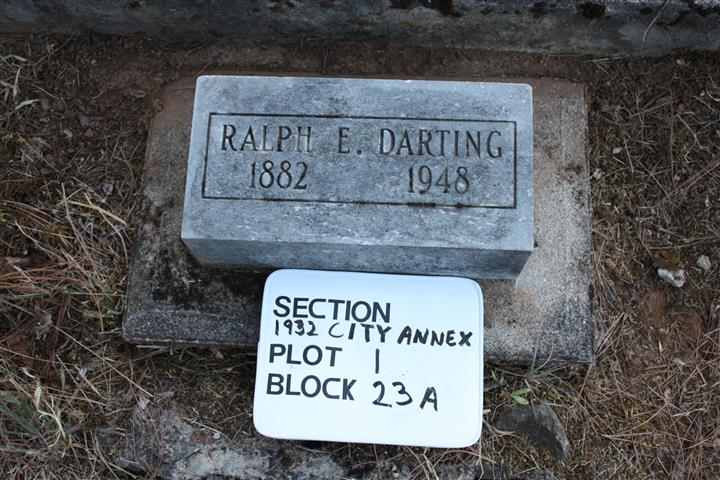 RALPH E. DARTING
1882 1948
SECTION
1932 CITY ANNEX
PLOT 1
BLOCK 23A